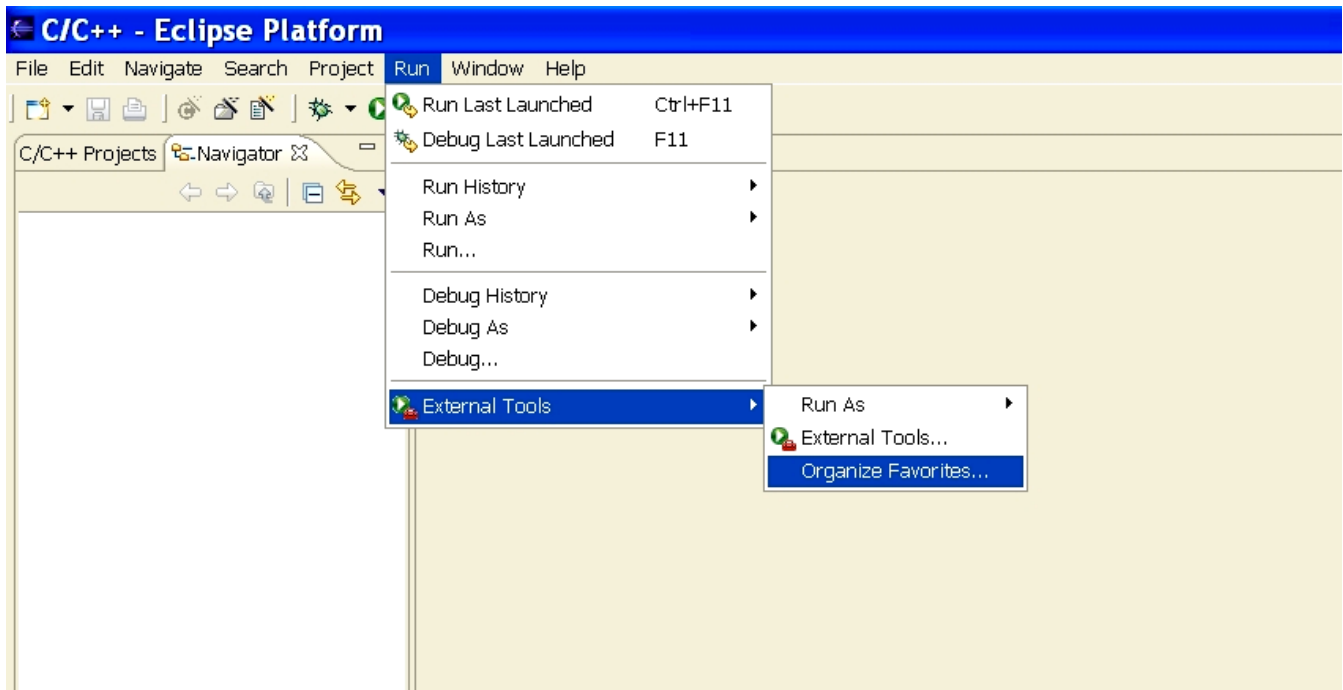 C/C++ - Eclipse Platform
File Edit Navigate Search Project Run Window Help
Run Last Launched Ctrl+F11
Debug Last Launched F11
C/C++ Projects Navigator
Run History
Run As
Run...
Debug History
Debug As
Debug...
External Tools
Run As
External Tools...
Organize Favorites...